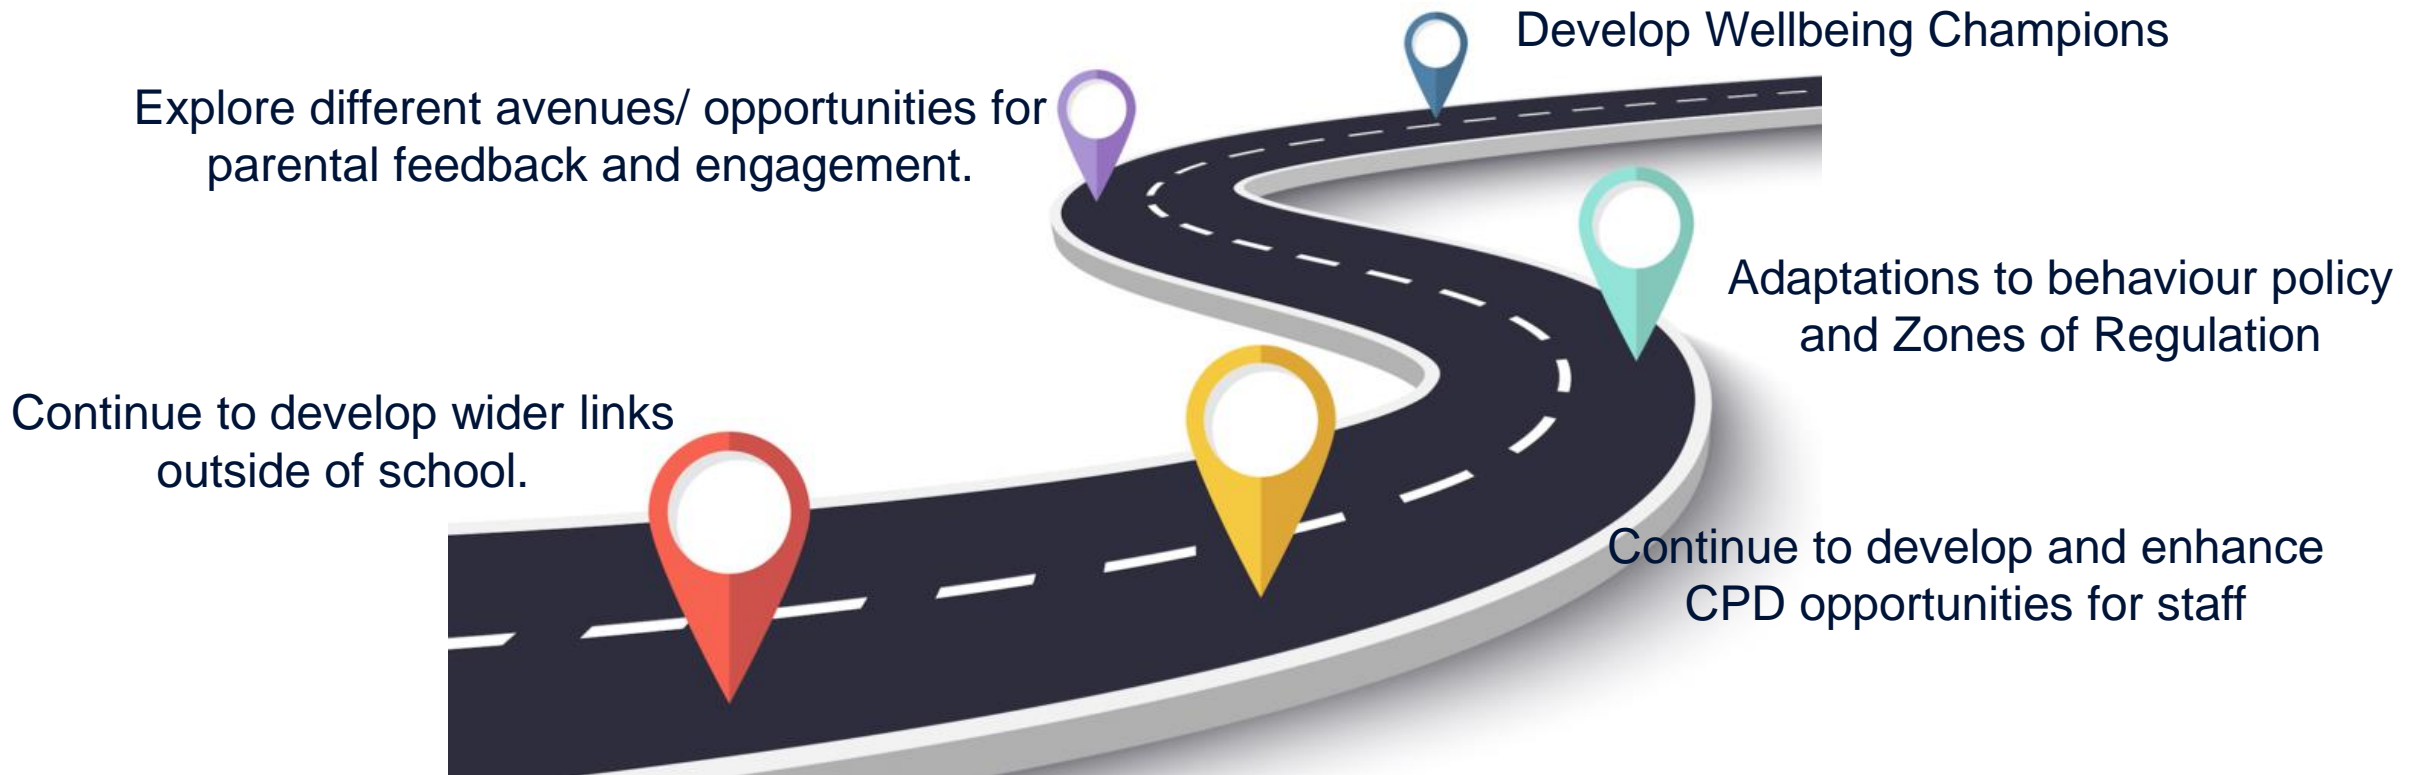 Develop Wellbeing Champions
Explore different avenues/ opportunities for
parental feedback and engagement.
Adaptations to behaviour policy
and Zones of Regulation
Continue to develop wider links
outside of school.
Continue to develop and enhance
CPD opportunities for staff